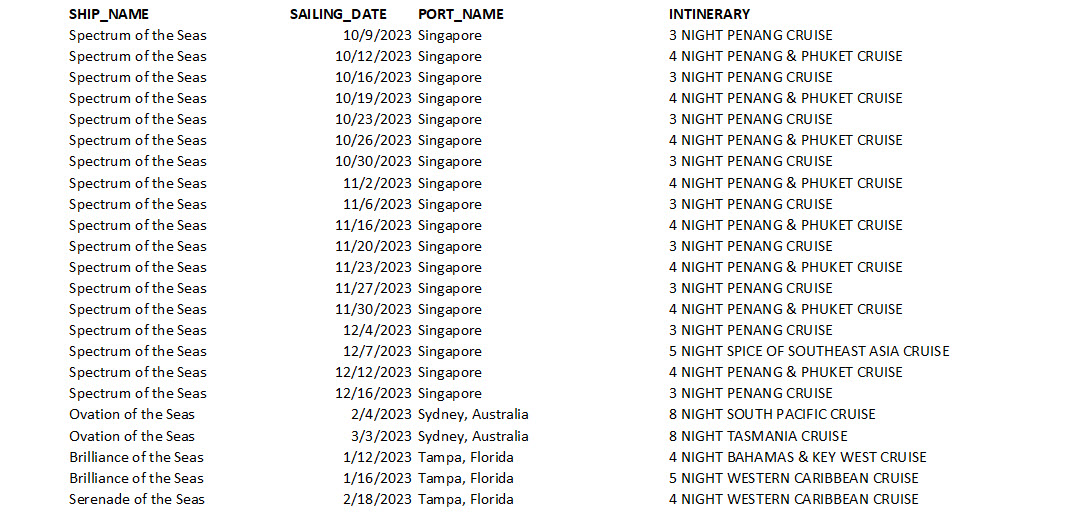 SHIP_NAME SAILING_DATE PORT_NAME INTINERARY
Spectrum of the Seas 10/9/2023 Singapore 3 NIGHT PENANG CRUISE
Spectrum of the Seas 10/12/2023 Singapore 4 NIGHT PENANG & PHUKET CRUISE
Spectrum of the Seas 10/16/2023 Singapore 3 NIGHT PENANG CRUISE
Spectrum of the Seas 10/19/2023 Singapore 4 NIGHT PENANG & PHUKET CRUISE
Spectrum of the Seas 10/23/2023 Singapore 3 NIGHT PENANG CRUISE
Spectrum of the Seas 10/26/2023 Singapore 4 NIGHT PENANG & PHUKET CRUISE
Spectrum of the Seas 10/30/2023 Singapore 3 NIGHT PENANG CRUISE
Spectrum of the Seas 11/2/2023 Singapore 4 NIGHT PENANG & PHUKET CRUISE
Spectrum of the Seas 11/6/2023 Singapore 3 NIGHT PENANG CRUISE
Spectrum of the Seas 11/16/2023 Singapore 4 NIGHT PENANG & PHUKET CRUISE
Spectrum of the Seas 11/20/2023 Singapore 3 NIGHT PENANG CRUISE
Spectrum of the Seas 11/23/2023 Singapore 4 NIGHT PENANG & PHUKET CRUISE
Spectrum of the Seas 11/27/2023 Singapore 3 NIGHT PENANG CRUISE
Spectrum of the Seas 11/30/2023 Singapore 4 NIGHT PENANG & PHUKET CRUISE
Spectrum of the Seas 12/4/2023 Singapore 3 NIGHT PENANG CRUISE
Spectrum of the Seas 12/7/2023 Singapore 5 NIGHT SPICE OF SOUTHEAST ASIA CRUISE
Spectrum of the Seas 12/12/2023 Singapore 4 NIGHT PENANG & PHUKET CRUISE
Spectrum of the Seas 12/16/2023 Singapore 3 NIGHT PENANG CRUISE
Ovation of the Seas 2/4/2023 Sydney, Australia 8 NIGHT SOUTH PACIFIC CRUISE
Ovation of the Seas 3/3/2023 Sydney, Australia 8 NIGHT TASMANIA CRUISE
Brilliance of the Seas 1/12/2023 Tampa, Florida 4 NIGHT BAHAMAS & KEY WEST CRUISE
Brilliance of the Seas 1/16/2023 Tampa, Florida 5 NIGHT WESTERN CARIBBEAN CRUISE
Serenade of the Seas 2/18/2023 Tampa, Florida 4 NIGHT WESTERN CARIBBEAN CRUISE